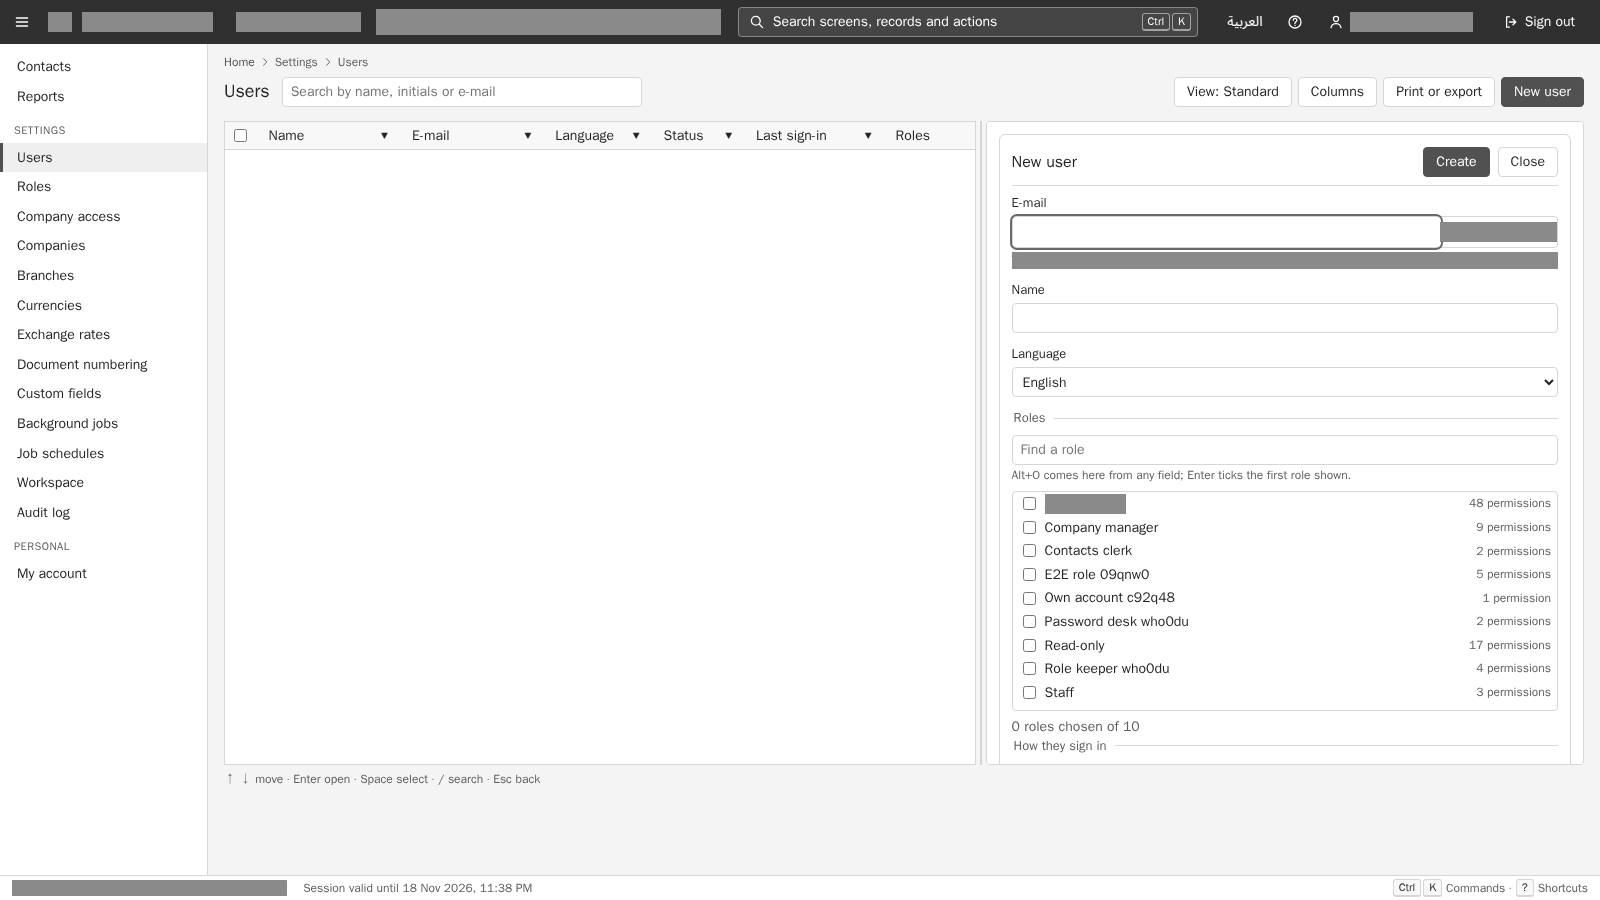 Search screens, records and actions Ctrl K العربية Sign out
Contacts
Reports
SETTINGS
Users
Roles
Company access
Companies
Branches
Currencies
Exchange rates
Document numbering
Custom fields
Background jobs
Job schedules
Workspace
Audit log
PERSONAL
My account
Home > Settings > Users
Users Search by name, initials or e-mail View: Standard Columns Print or export New user
Name ▼ E-mail ▼ Language ▼ Status ▼ Last sign-in ▼ Roles
↑ ↓ move · Enter open · Space select · / search · Esc back
New user Create Close
E-mail
Name
Language
English
Roles
Find a role
Alt+O comes here from any field; Enter ticks the first role shown.
48 permissions
Company manager 9 permissions
Contacts clerk 2 permissions
E2E role 09qnw0 5 permissions
Own account c92q48 1 permission
Password desk who0du 2 permissions
Read-only 17 permissions
Role keeper who0du 4 permissions
Staff 3 permissions
0 roles chosen of 10
How they sign in
Session valid until 18 Nov 2026, 11:38 PM Ctrl K Commands · ? Shortcuts